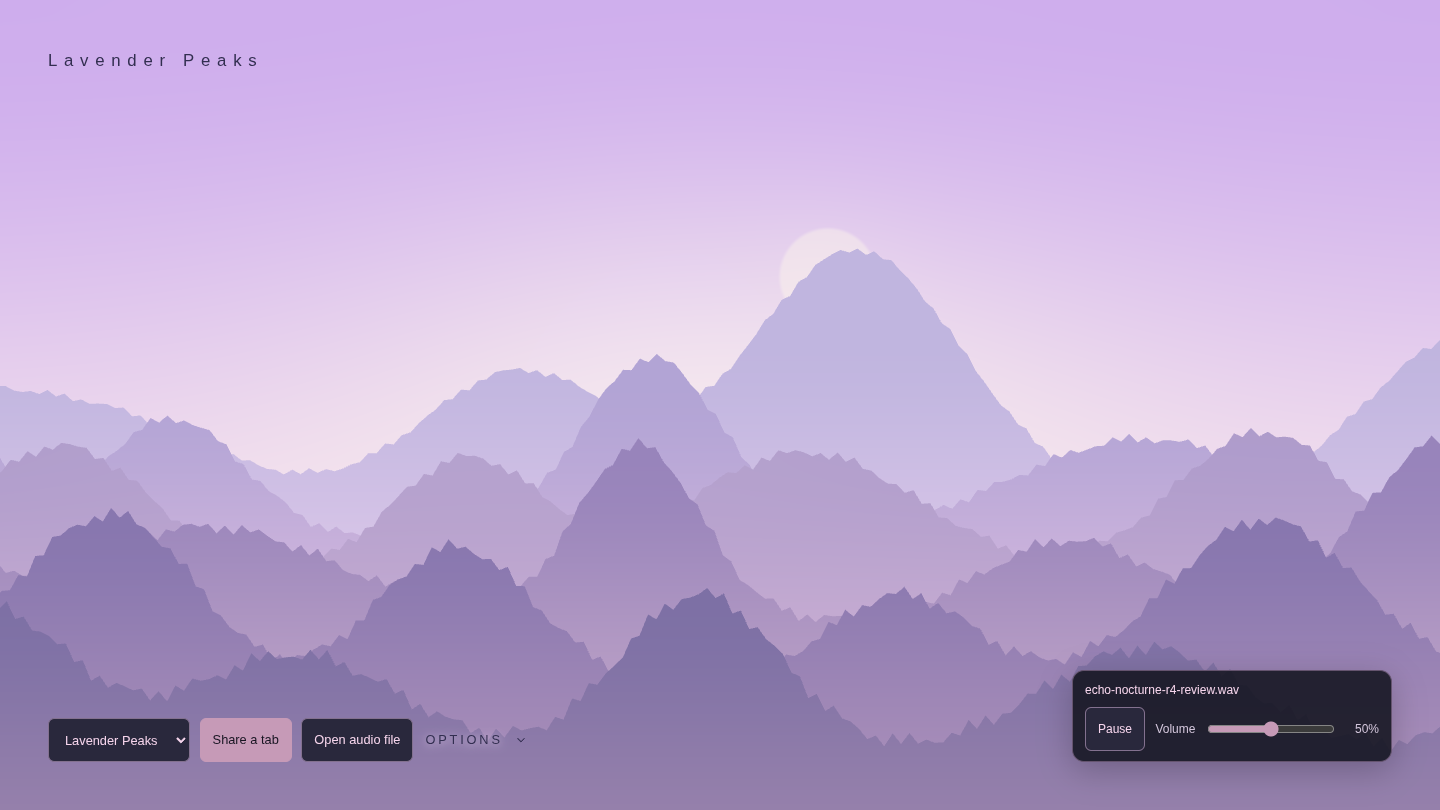 Lavender Peaks
echo-nocturne-r4-review.wav
Pause Volume 50%
Lavender Peaks Share a tab Open audio file OPTIONS